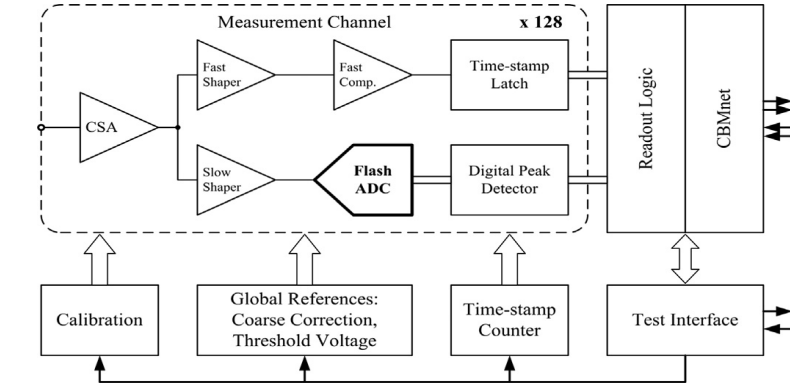 Measurement Channel
x 128
CSA
Fast
Shaper
Fast
Comp.
Time-stamp
Latch
Slow
Shaper
Flash
ADC
Digital Peak
Detector
Readout Logic
CBMnet
Calibration
Global References:
Coarse Correction,
Threshold Voltage
Time-stamp
Counter
Test Interface